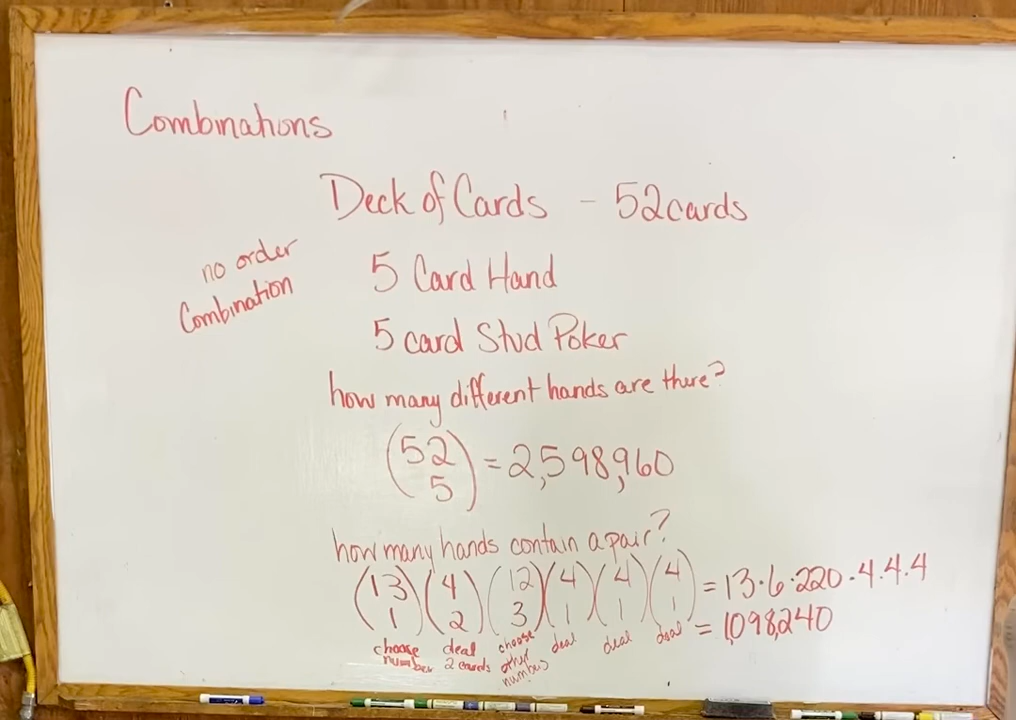 Combinations
Deck of Cards - 52 cards
no order
Combination
5 Card Hand
5 card Stud Poker
how many different hands are there?
(52 5) = 2,598,960
how many hands contain a pair?
(13 1)(4 2)(12 3)(4 1)(4 1)(4 1) = 13·6·220·4·4·4
= 1,098,240
choose number
deal 2 cards
choose other numbers
deal
deal
deal